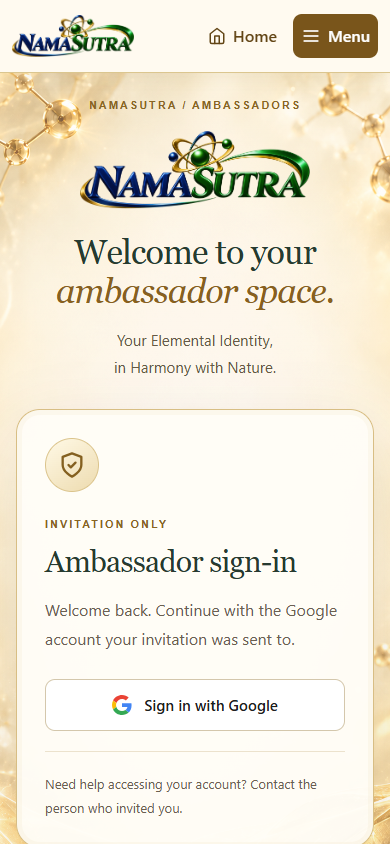 NAMASUTRA
Home
Menu
NAMASUTRA / AMBASSADORS
NAMASUTRA
Welcome to your
ambassador space.
Your Elemental Identity,
in Harmony with Nature.
INVITATION ONLY
Ambassador sign-in
Welcome back. Continue with the Google
account your invitation was sent to.
Sign in with Google
Need help accessing your account? Contact the
person who invited you.